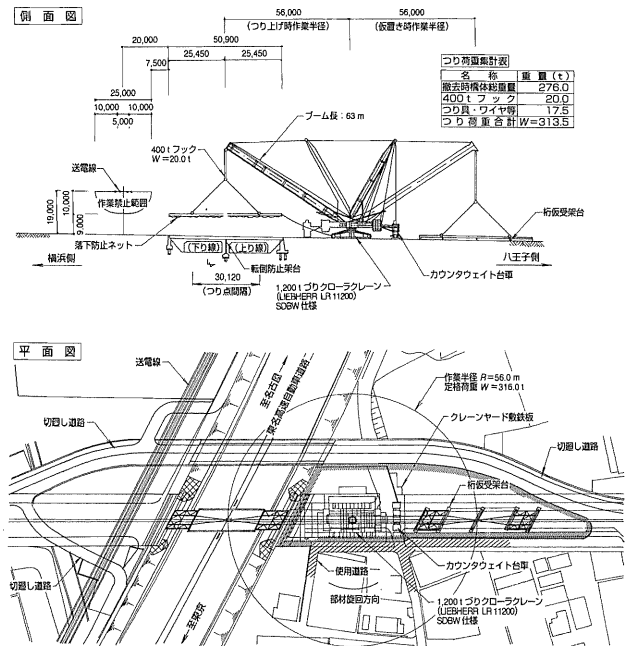 側面図
56,000
(つり上げ時作業半径)
56,000
(仮置き時作業半径)
20,000
50,900
25,450
25,450
7,500
25,000
10,000
10,000
5,000
つり荷重集計表
名 称
重 量 (t)
撤去時橋体総重量
276.0
400tフック
20.0
つり具・ワイヤ等
17.5
つり荷重合計
W=313.5
ブーム長:63 m
400tフック
W=20.0t
送電線
作業禁止範囲
19,000
10,000
9,000
落下防止ネット
(下り線)
(上り線)
転倒防止架台
桁仮受架台
カウンタウェイト台車
横浜側
八王子側
30,120
(つり点間隔)
1,200tづりクローラクレーン
(LIEBHERR LR 11200)
SDBW 仕様
平面図
送電線
至名古屋
東名高速自動車道路
作業半径 R=56.0 m
定格荷重 W=316.0t
クレーンヤード敷鉄板
切廻し道路
切廻し道路
桁仮受架台
カウンタウェイト台車
使用道路
切廻し道路
部材旋回方向
1,200tづりクローラクレーン
(LIEBHERR LR 11200)
SDBW 仕様
至東京